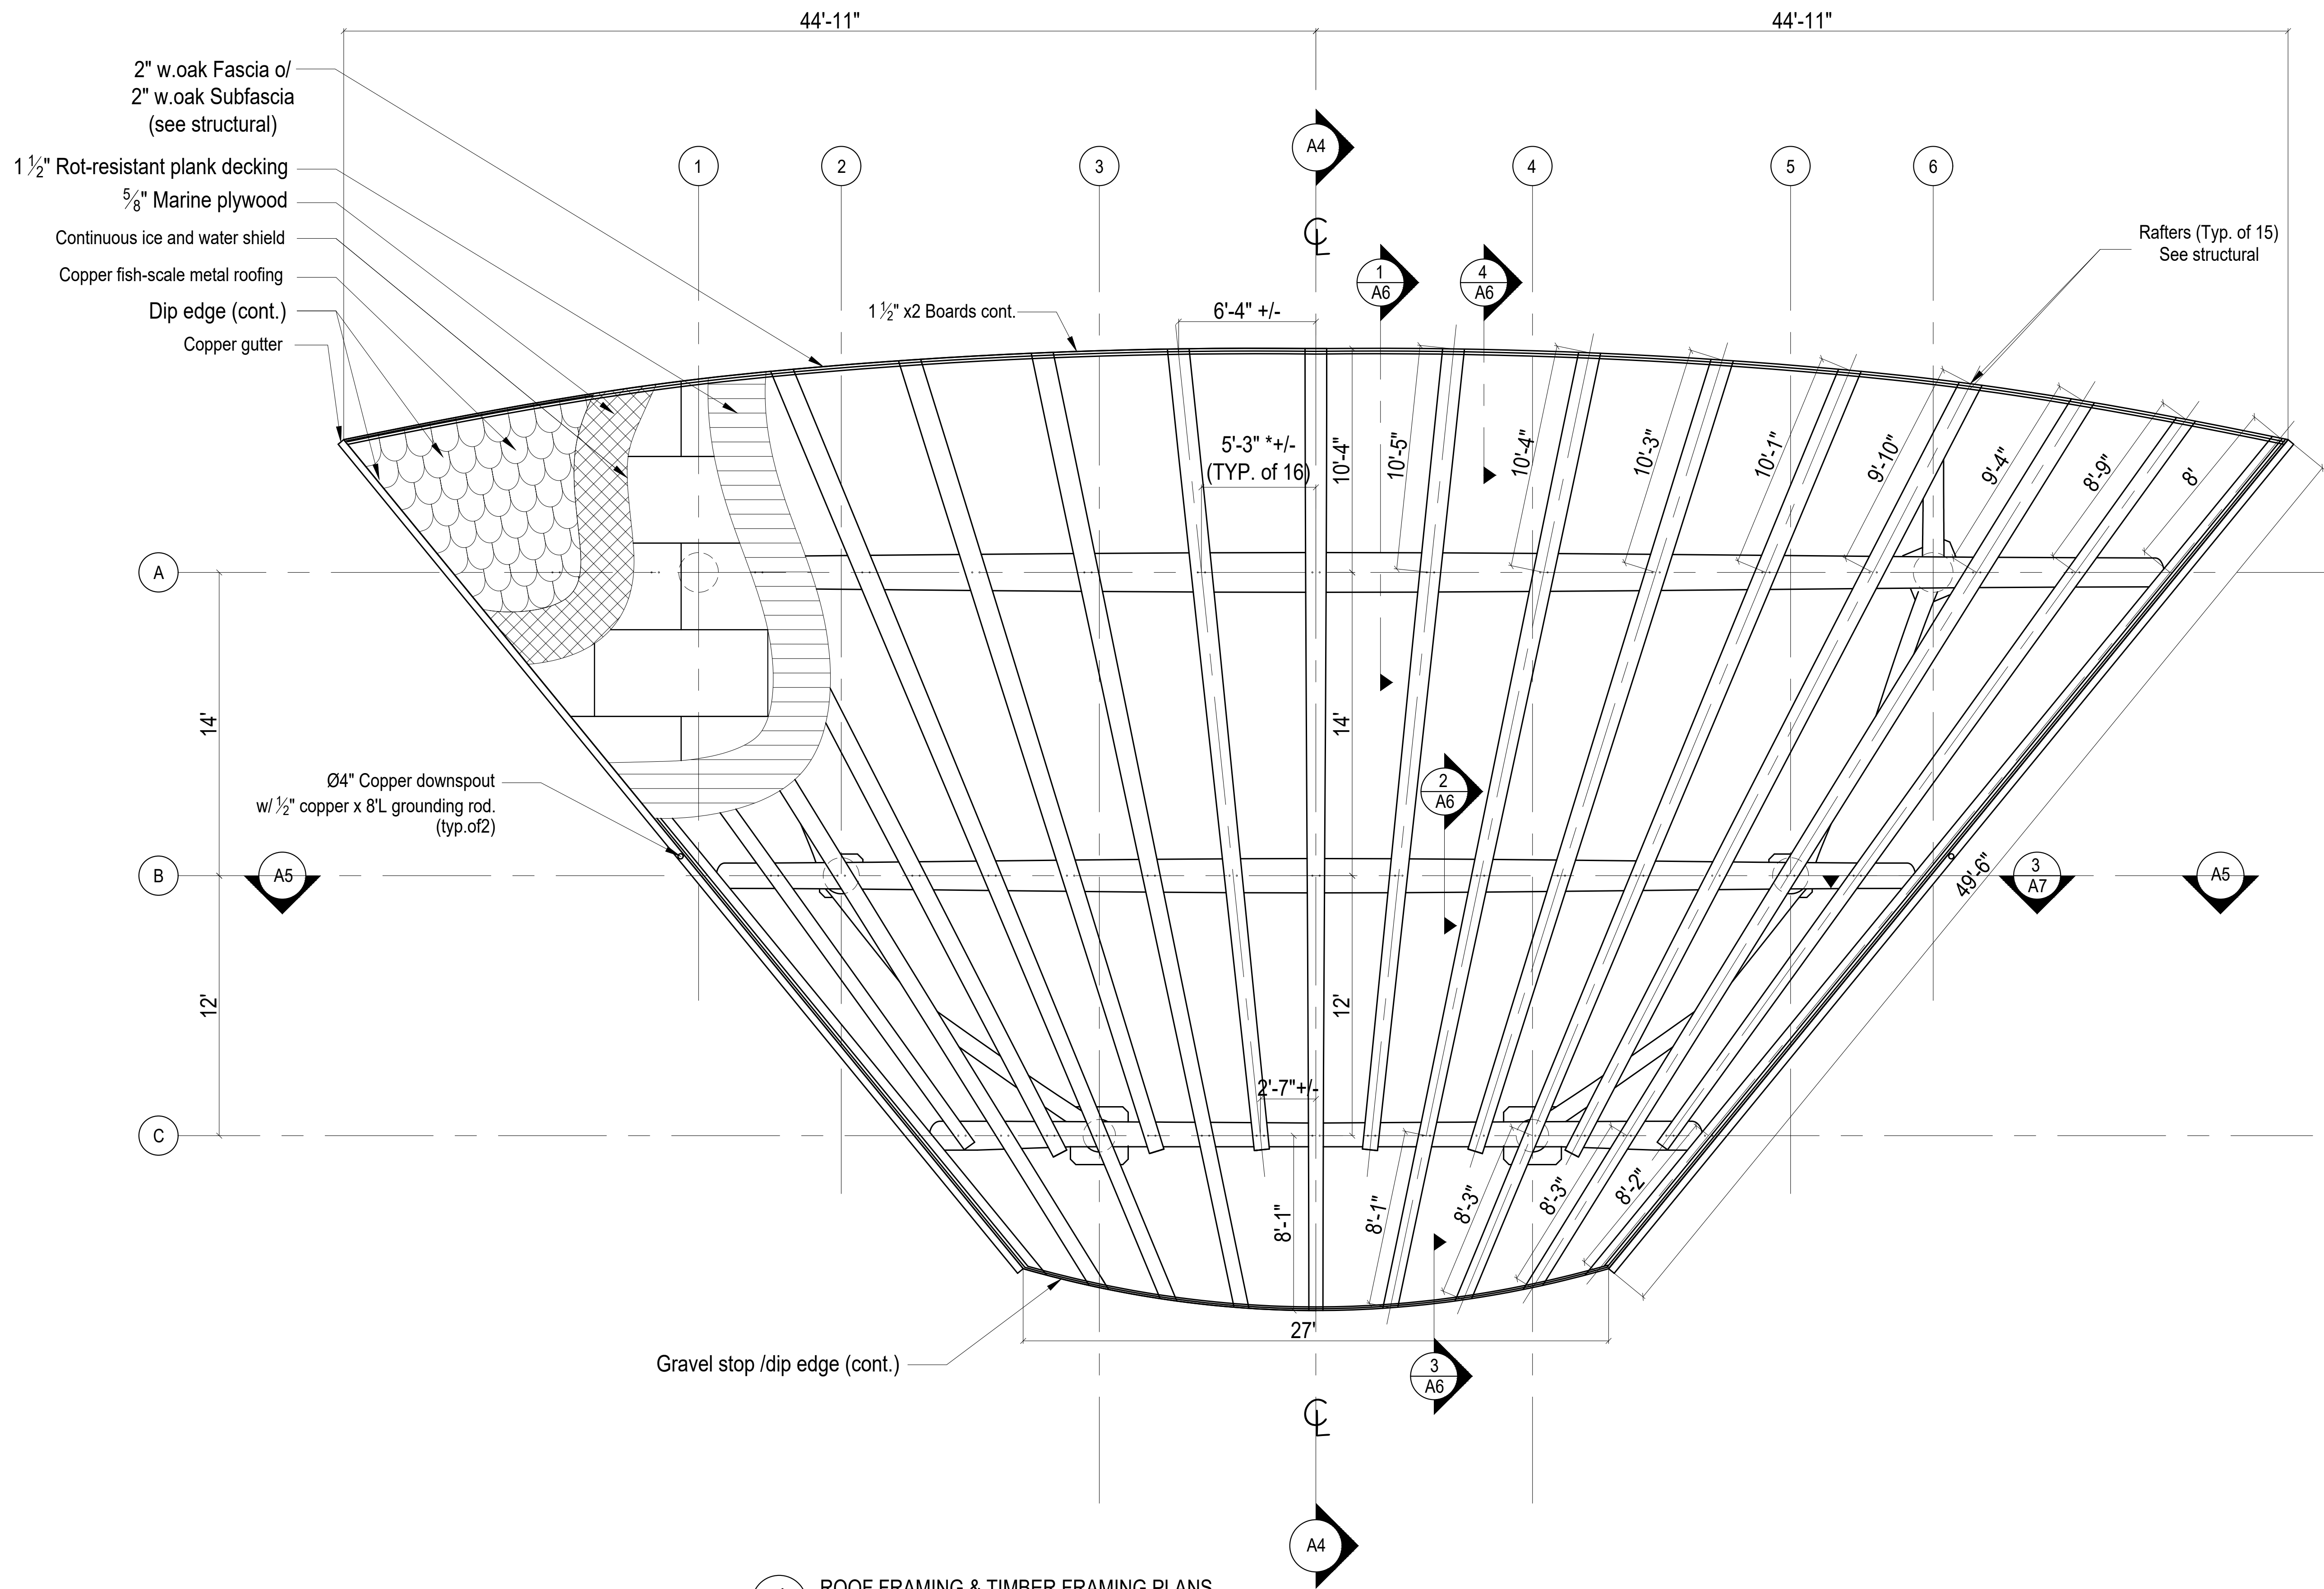 44'-11"
44'-11"
2" w.oak Fascia o/
2" w.oak Subfascia
(see structural)
1 1⁄2" Rot-resistant plank decking
5⁄8" Marine plywood
Continuous ice and water shield
Copper fish-scale metal roofing
Dip edge (cont.)
Copper gutter
A4
1
2
3
4
5
6
CL
1
A6
4
A6
Rafters (Typ. of 15)
See structural
1 1⁄2" x2 Boards cont.
6'-4" +/-
5'-3" *+/-
(TYP. of 16)
10'-4"
10'-5"
10'-4"
10'-3"
10'-1"
9'-10"
9'-4"
8'-9"
8'
A
14'
14'
Ø4" Copper downspout
w/ 1⁄2" copper x 8'L grounding rod.
(typ.of2)
2
A6
B
A5
49'-6"
3
A7
A5
12'
12'
2'-7"+/-
C
8'-1"
8'-1"
8'-3"
8'-3"
8'-2"
27'
Gravel stop /dip edge (cont.)
3
A6
CL
A4
ROOF FRAMING & TIMBER FRAMING PLANS